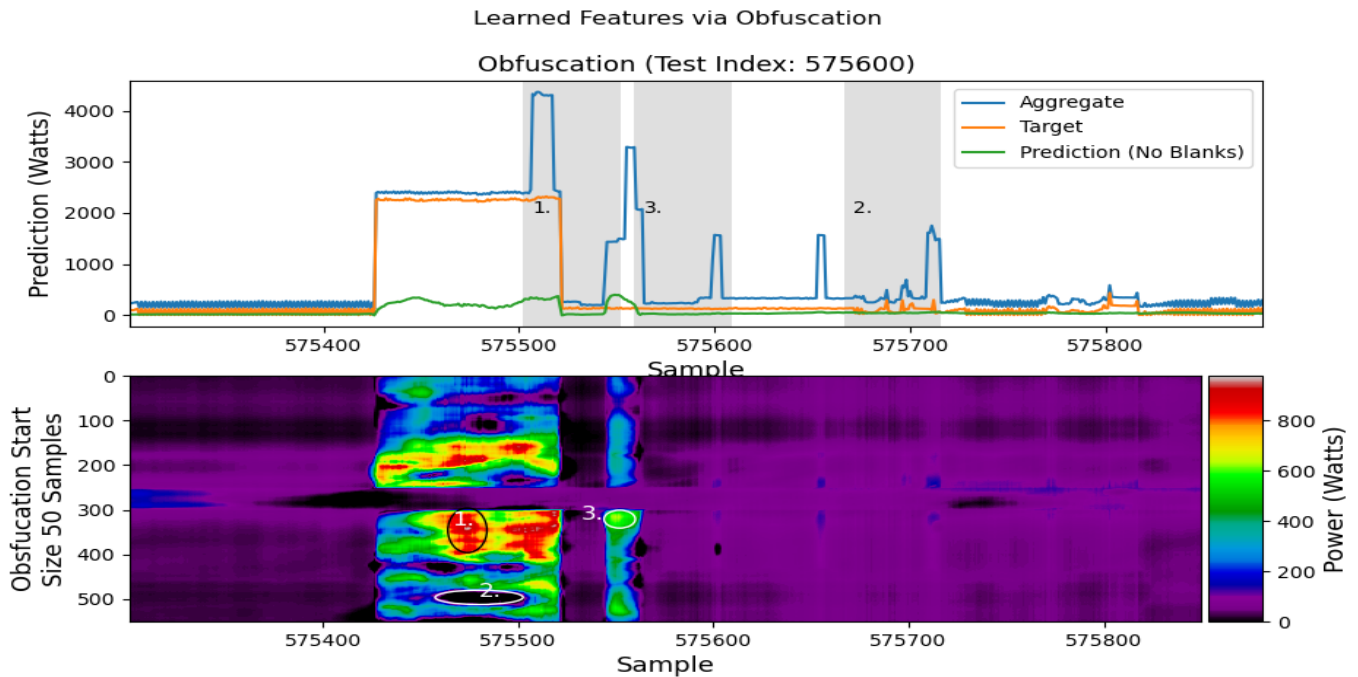 Learned Features via Obfuscation
Obfuscation (Test Index: 575600)
Prediction (Watts)
4000
3000
2000
1000
0
Aggregate
Target
Prediction (No Blanks)
1.
3.
2.
575400
575500
575600
575700
575800
Sample
Obsfucation Start
Size 50 Samples
0
100
200
300
400
500
1.
3.
2.
575400
575500
575600
575700
575800
Sample
800
600
400
200
0
Power (Watts)